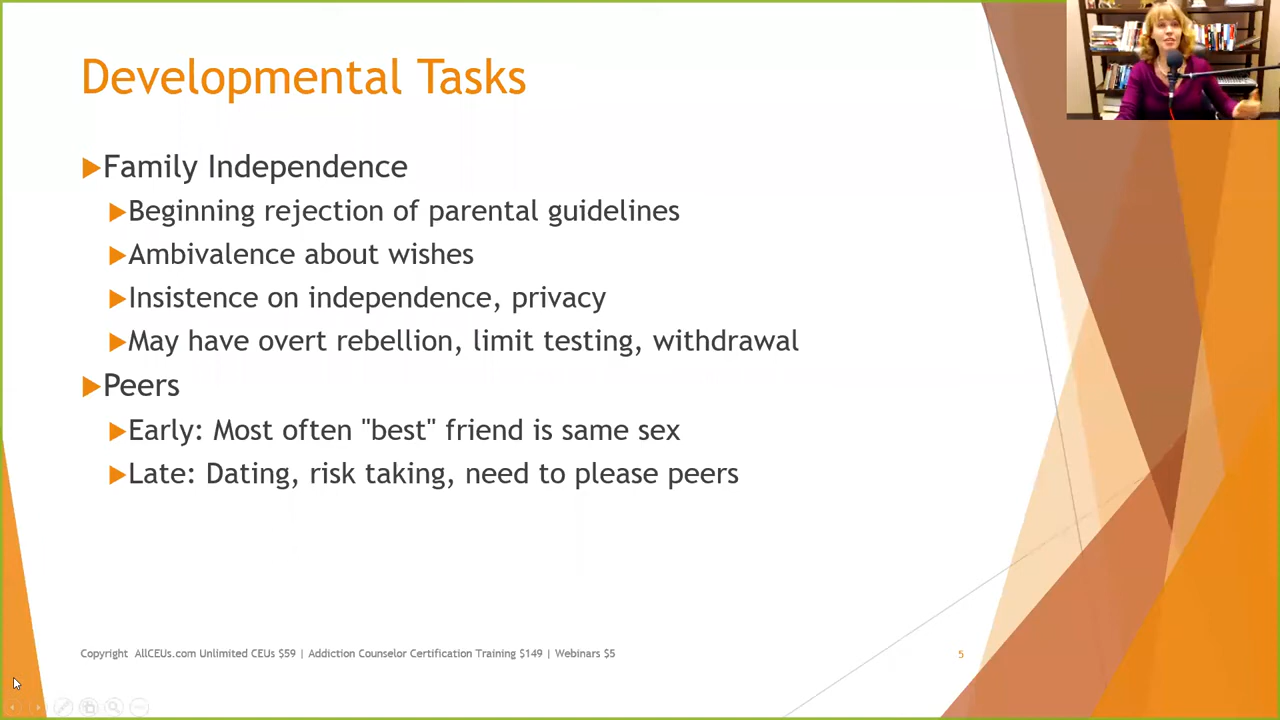 Developmental Tasks
Family Independence
Beginning rejection of parental guidelines
Ambivalence about wishes
Insistence on independence, privacy
May have overt rebellion, limit testing, withdrawal
Peers
Early: Most often "best" friend is same sex
Late: Dating, risk taking, need to please peers
Copyright AllCEUs.com Unlimited CEUs $59 | Addiction Counselor Certification Training $149 | Webinars $5
5